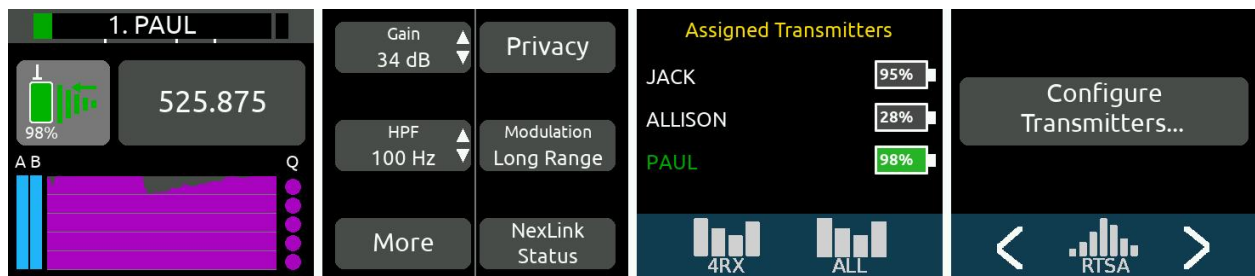 1. PAUL
98%
525.875
A B
Q
Gain
34 dB
Privacy
HPF
100 Hz
Modulation
Long Range
More
NexLink
Status
Assigned Transmitters
JACK
95%
ALLISON
28%
PAUL
98%
4RX
ALL
Configure
Transmitters...
RTSA